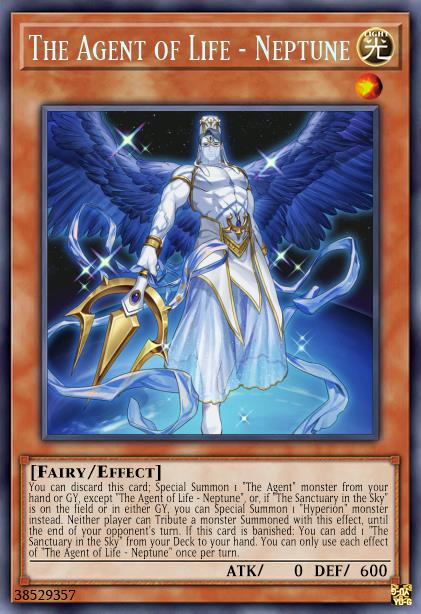 THE AGENT OF LIFE - NEPTUNE
LIGHT
光
[FAIRY/EFFECT]
You can discard this card; Special Summon 1 "The Agent" monster from your
hand or GY, except "The Agent of Life - Neptune", or, if "The Sanctuary in the Sky"
is on the field or in either GY, you can Special Summon 1 "Hyperion" monster
instead. Neither player can Tribute a monster Summoned with this effect, until
the end of your opponent's turn. If this card is banished: You can add 1 "The
Sanctuary in the Sky" from your Deck to your hand. You can only use each effect
of "The Agent of Life - Neptune" once per turn.
ATK/ 0 DEF/ 600
38529357